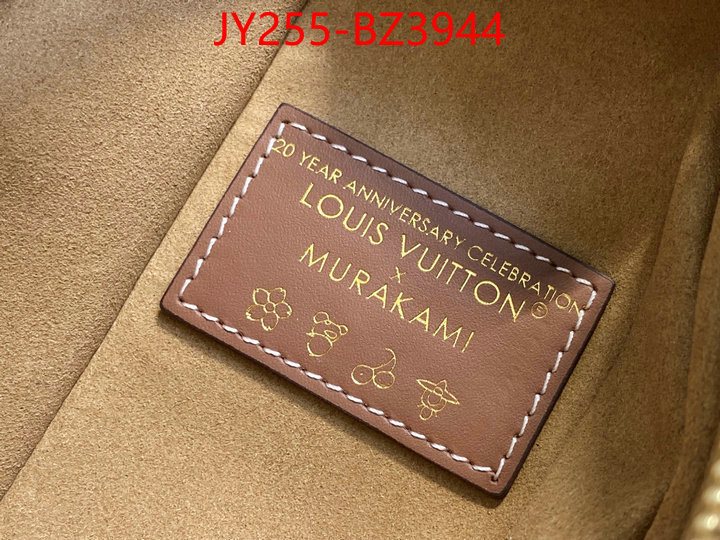 JY255-BZ3944
20 YEAR ANNIVERSARY CELEBRATION
LOUIS VUITTON©
x
MURAKAMI